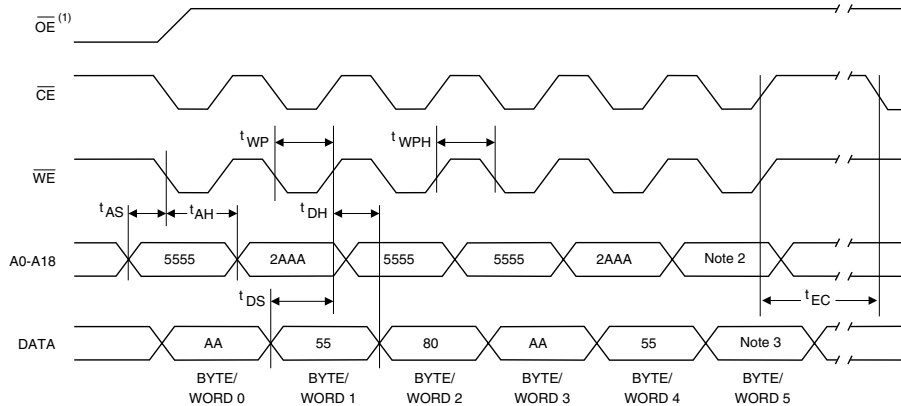 OE (1)
CE
t WP
t WPH
WE
t AS
t AH
t DH
A0-A18
5555
2AAA
5555
5555
2AAA
Note 2
t DS
t EC
DATA
AA
55
80
AA
55
Note 3
BYTE/
WORD 0
BYTE/
WORD 1
BYTE/
WORD 2
BYTE/
WORD 3
BYTE/
WORD 4
BYTE/
WORD 5